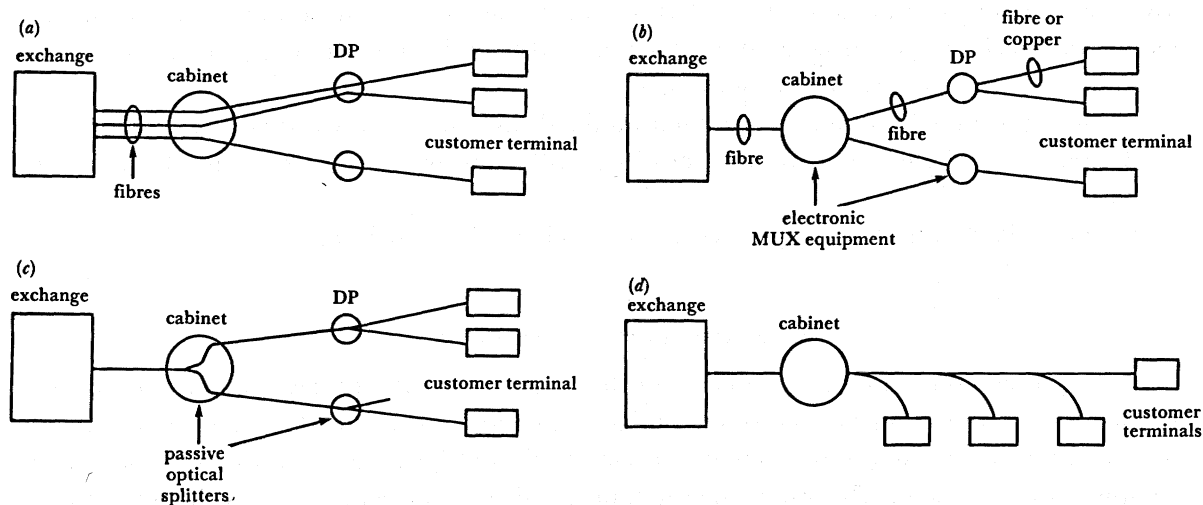 (a)
exchange
cabinet
DP
customer terminal
fibres
(b)
exchange
cabinet
DP
fibre or
copper
fibre
fibre
customer terminal
electronic
MUX equipment
(c)
exchange
cabinet
DP
customer terminal
passive
optical
splitters
(d)
exchange
cabinet
customer
terminals